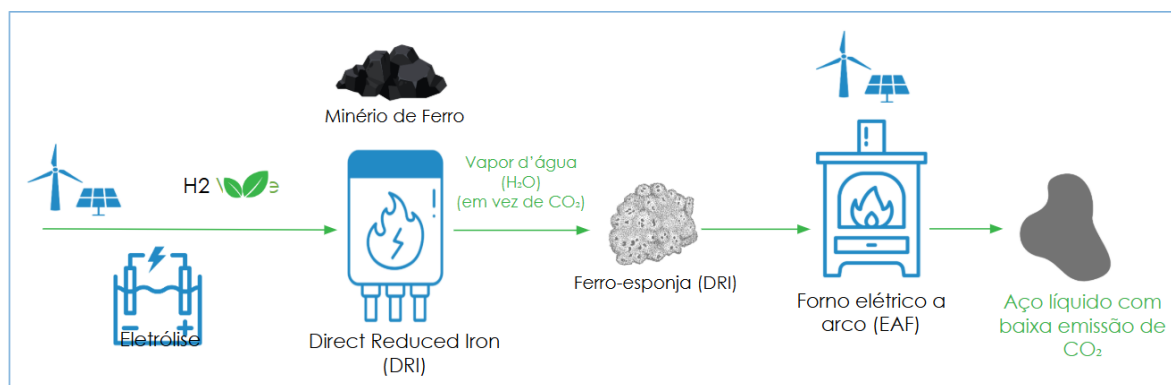 Minério de Ferro
H2
Vapor d'água
(H₂O)
(em vez de CO₂)
Eletrólise
Direct Reduced Iron
(DRI)
Ferro-esponja (DRI)
Forno elétrico a
arco (EAF)
Aço líquido com
baixa emissão de
CO₂